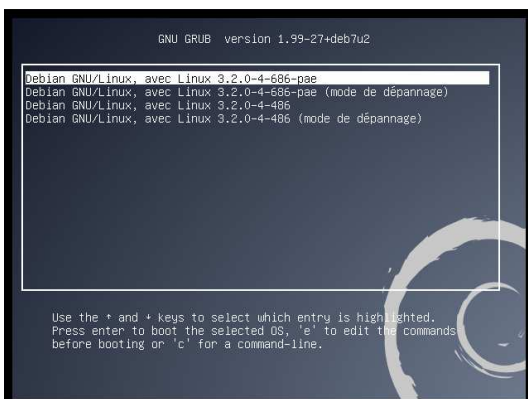 GNU GRUB version 1.99-27+deb7u2
Debian GNU/Linux, avec Linux 3.2.0-4-686-pae
Debian GNU/Linux, avec Linux 3.2.0-4-686-pae (mode de dépannage)
Debian GNU/Linux, avec Linux 3.2.0-4-486
Debian GNU/Linux, avec Linux 3.2.0-4-486 (mode de dépannage)
Use the ↑ and ↓ keys to select which entry is highlighted.
Press enter to boot the selected OS, 'e' to edit the commands
before booting or 'c' for a command-line.